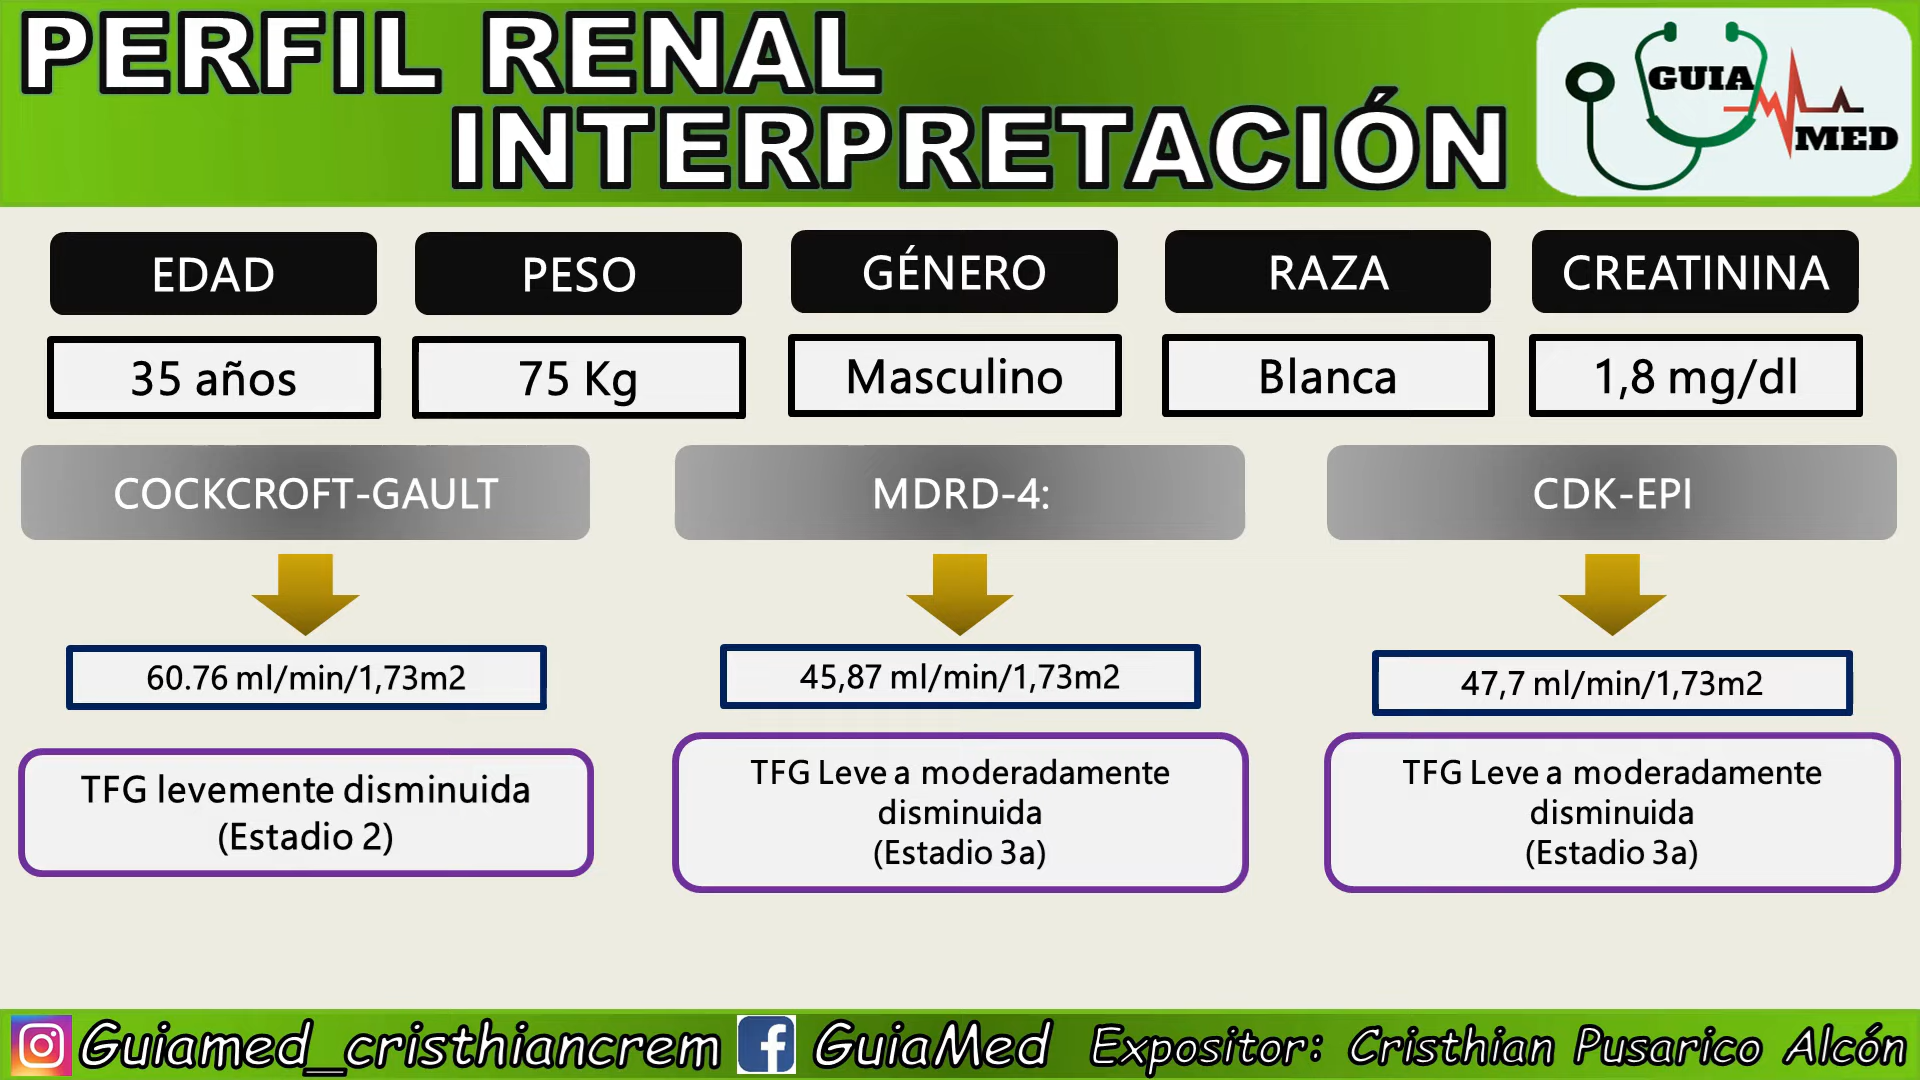 PERFIL RENAL
INTERPRETACIÓN
GUIA
MED
EDAD
PESO
GÉNERO
RAZA
CREATININA
35 años
75 Kg
Masculino
Blanca
1,8 mg/dl
COCKCROFT-GAULT
MDRD-4:
CDK-EPI
60.76 ml/min/1,73m2
45,87 ml/min/1,73m2
47,7 ml/min/1,73m2
TFG levemente disminuida
(Estadio 2)
TFG Leve a moderadamente
disminuida
(Estadio 3a)
TFG Leve a moderadamente
disminuida
(Estadio 3a)
Guiamed_cristhiancrem
GuiaMed
Expositor: Cristhian Pusarico Alcón